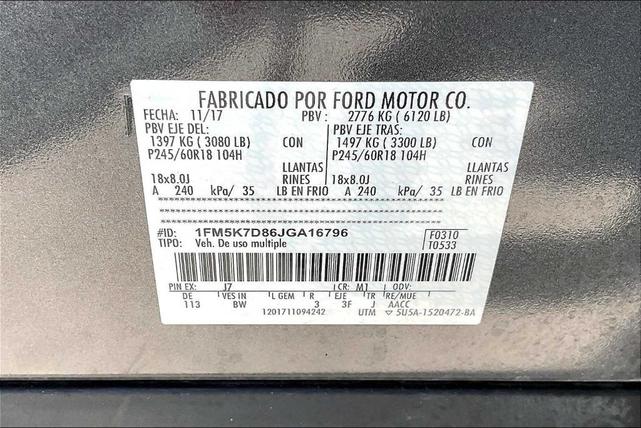 FABRICADO POR FORD MOTOR CO.
FECHA: 11/17 PBV : 2776 KG ( 6120 LB)
PBV EJE DEL: PBV EJE TRAS:
1397 KG ( 3080 LB) CON 1497 KG ( 3300 LB) CON
P245/60R18 104H P245/60R18 104H
LLANTAS LLANTAS
18x8.0J RINES 18x8.0J RINES
A 240 kPa/ 35 LB EN FRIO A 240 kPa/ 35 LB EN FRIO
#ID: 1FM5K7D86JGA16796 F0310
TIPO: Veh. De uso multiple T0533
PIN EX: J7 CR: M1 ODV:
DE VES IN L GEM R EJE TR RE/MUE
113 BW 3 3F J AACC
1201711094242 UTM ▽ 5U5A-1520472-BA